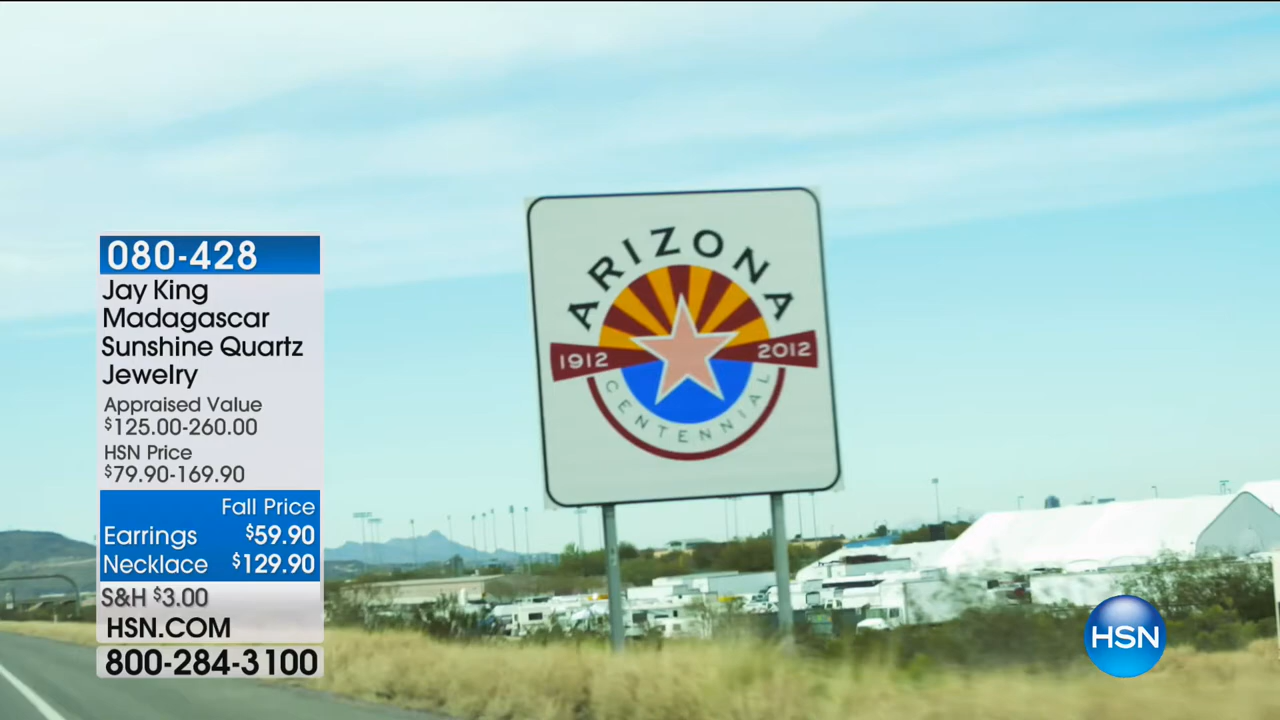 080-428
Jay King
Madagascar
Sunshine Quartz
Jewelry
Appraised Value
$125.00-260.00
HSN Price
$79.90-169.90
Fall Price
Earrings $59.90
Necklace $129.90
S&H $3.00
HSN.COM
800-284-3100
ARIZONA
1912 2012
CENTENNIAL
HSN